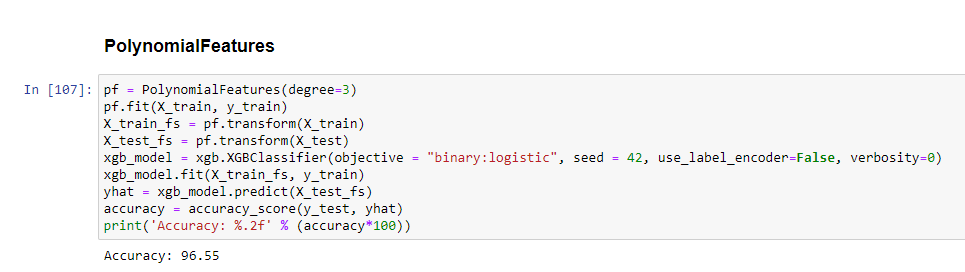 PolynomialFeatures
In [107]: pf = PolynomialFeatures(degree=3)
pf.fit(X_train, y_train)
X_train_fs = pf.transform(X_train)
X_test_fs = pf.transform(X_test)
xgb_model = xgb.XGBClassifier(objective = "binary:logistic", seed = 42, use_label_encoder=False, verbosity=0)
xgb_model.fit(X_train_fs, y_train)
yhat = xgb_model.predict(X_test_fs)
accuracy = accuracy_score(y_test, yhat)
print('Accuracy: %.2f' % (accuracy*100))
Accuracy: 96.55